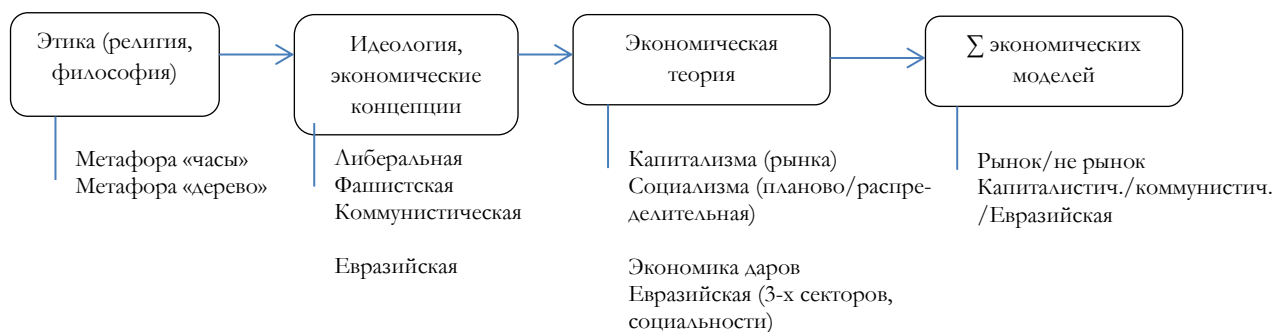 Этика (религия,
философия)
Идеология,
экономические
концепции
Экономическая
теория
∑ экономических
моделей
Метафора «часы»
Метафора «дерево»
Либеральная
Фашистская
Коммунистическая
Евразийская
Капитализма (рынка)
Социализма (планово/распре-
делительная)
Экономика даров
Евразийская (3-х секторов,
социальности)
Рынок/не рынок
Капиталистич./коммунистич.
/Евразийская